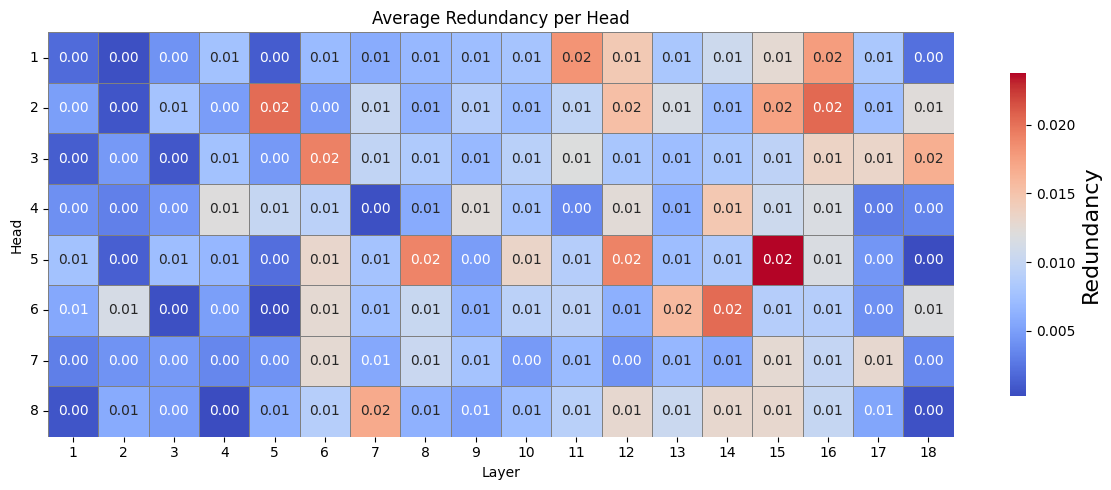 Average Redundancy per Head
1 0.00 0.00 0.00 0.01 0.00 0.01 0.01 0.01 0.01 0.01 0.02 0.01 0.01 0.01 0.01 0.02 0.01 0.00
2 0.00 0.00 0.01 0.00 0.02 0.00 0.01 0.01 0.01 0.01 0.01 0.02 0.01 0.01 0.02 0.02 0.01 0.01
3 0.00 0.00 0.00 0.01 0.00 0.02 0.01 0.01 0.01 0.01 0.01 0.01 0.01 0.01 0.01 0.01 0.01 0.02
4 0.00 0.00 0.00 0.01 0.01 0.01 0.00 0.01 0.01 0.01 0.00 0.01 0.01 0.01 0.01 0.01 0.00 0.00
5 0.01 0.00 0.01 0.01 0.00 0.01 0.01 0.02 0.00 0.01 0.01 0.02 0.01 0.01 0.02 0.01 0.00 0.00
6 0.01 0.01 0.00 0.00 0.00 0.01 0.01 0.01 0.01 0.01 0.01 0.01 0.02 0.02 0.01 0.01 0.00 0.01
7 0.00 0.00 0.00 0.00 0.00 0.01 0.01 0.01 0.01 0.00 0.01 0.00 0.01 0.01 0.01 0.01 0.01 0.00
8 0.00 0.01 0.00 0.00 0.01 0.01 0.02 0.01 0.01 0.01 0.01 0.01 0.01 0.01 0.01 0.01 0.01 0.00
1 2 3 4 5 6 7 8 9 10 11 12 13 14 15 16 17 18
Layer
Head
0.020
0.015
0.010
0.005
Redundancy